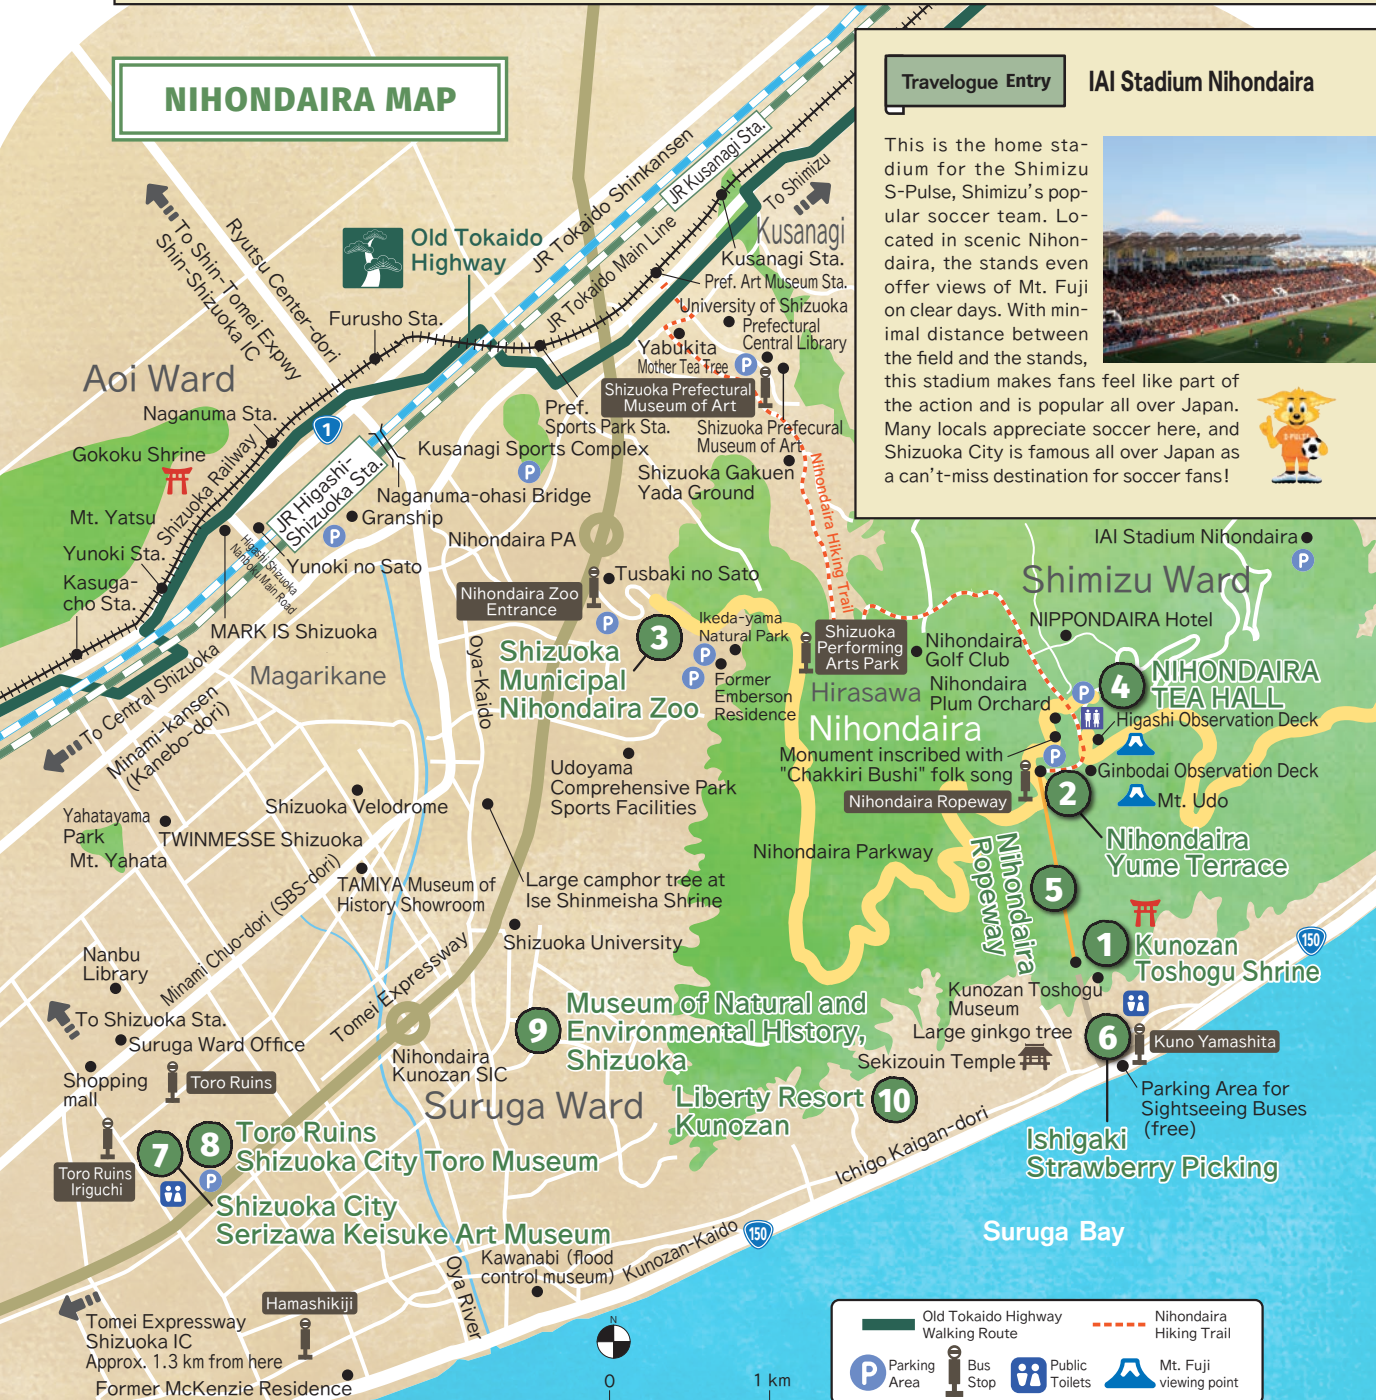 NIHONDAIRA MAP
Travelogue Entry
IAI Stadium Nihondaira
This is the home sta-
dium for the Shimizu
S-Pulse, Shimizu's pop-
ular soccer team. Lo-
cated in scenic Nihon-
daira, the stands even
offer views of Mt. Fuji
on clear days. With min-
imal distance between
the field and the stands,
this stadium makes fans feel like part of
the action and is popular all over Japan.
Many locals appreciate soccer here, and
Shizuoka City is famous all over Japan as
a can't-miss destination for soccer fans!
S-PULSE
To Shin-Tomei Expwy
Shin-Shizuoka IC
Ryutsu Center-dori
Old Tokaido
Highway
JR Tokaido Shinkansen
JR Kusanagi Sta.
To Shimizu
Kusanagi
Kusanagi Sta.
JR Tokaido Main Line
Pref. Art Museum Sta.
University of Shizuoka
Prefectural
Central Library
Furusho Sta.
Yabukita
Mother Tea Tree
P
Shizuoka Prefectural
Museum of Art
Aoi Ward
Naganuma Sta.
1
Pref.
Sports Park Sta.
Shizuoka Prefecural
Museum of Art
Gokoku Shrine
Shizuoka Railway
JR Higashi-
Shizuoka Sta.
Kusanagi Sports Complex
P
Shizuoka Gakuen
Yada Ground
Nihondaira Hiking Trail
Naganuma-ohasi Bridge
Mt. Yatsu
Granship
P
Nihondaira PA
IAI Stadium Nihondaira
P
Yunoki Sta.
Higashi Shizuoka
Nanboku Main Road
Yunoki no Sato
Kasuga-
cho Sta.
Tusbaki no Sato
Nihondaira Zoo
Entrance
P
Shimizu Ward
MARK IS Shizuoka
3
Shizuoka
Municipal
Nihondaira Zoo
Ikeda-yama
Natural Park
P
P
Former
Emberson
Residence
Shizuoka
Performing
Arts Park
Nihondaira
Golf Club
NIPPONDAIRA Hotel
Hirasawa
Nihondaira
Plum Orchard
P
4
NIHONDAIRA
TEA HALL
Higashi Observation Deck
Magarikane
Oya-Kaido
To Central Shizuoka
Minami-kansen
(Kanebo-dori)
Nihondaira
Monument inscribed with
"Chakkiri Bushi" folk song
P
Ginbodai Observation Deck
Mt. Udo
Nihondaira Ropeway
2
Nihondaira
Yume Terrace
Udoyama
Comprehensive Park
Sports Facilities
Shizuoka Velodrome
Yahatayama
Park
TWINMESSE Shizuoka
Mt. Yahata
Nihondaira Parkway
Nihondaira
Ropeway
5
TAMIYA Museum of
History Showroom
Large camphor tree at
Ise Shinmeisha Shrine
Minami Chuo-dori (SBS-dori)
Shizuoka University
1
Kunozan
Toshogu Shrine
150
Nanbu
Library
Tomei Expressway
Kunozan Toshogu
Museum
9
Museum of Natural and
Environmental History,
Shizuoka
Large ginkgo tree
6
Kuno Yamashita
To Shizuoka Sta.
Suruga Ward Office
Sekizouin Temple
Nihondaira
Kunozan SIC
Shopping
mall
Toro Ruins
Parking Area for
Sightseeing Buses
(free)
Suruga Ward
Liberty Resort
Kunozan
10
Ichigo Kaigan-dori
Ishigaki
Strawberry Picking
7
8
Toro Ruins
Shizuoka City Toro Museum
Toro Ruins
Iriguchi
P
Shizuoka City
Serizawa Keisuke Art Museum
150
Suruga Bay
Kunozan-Kaido
Kawanabi (flood
control museum)
Oya River
Hamashikiji
Tomei Expressway
Shizuoka IC
Approx. 1.3 km from here
Former McKenzie Residence
N
0
1 km
Old Tokaido Highway
Walking Route
Nihondaira
Hiking Trail
P
Parking
Area
Bus
Stop
Public
Toilets
Mt. Fuji
viewing point